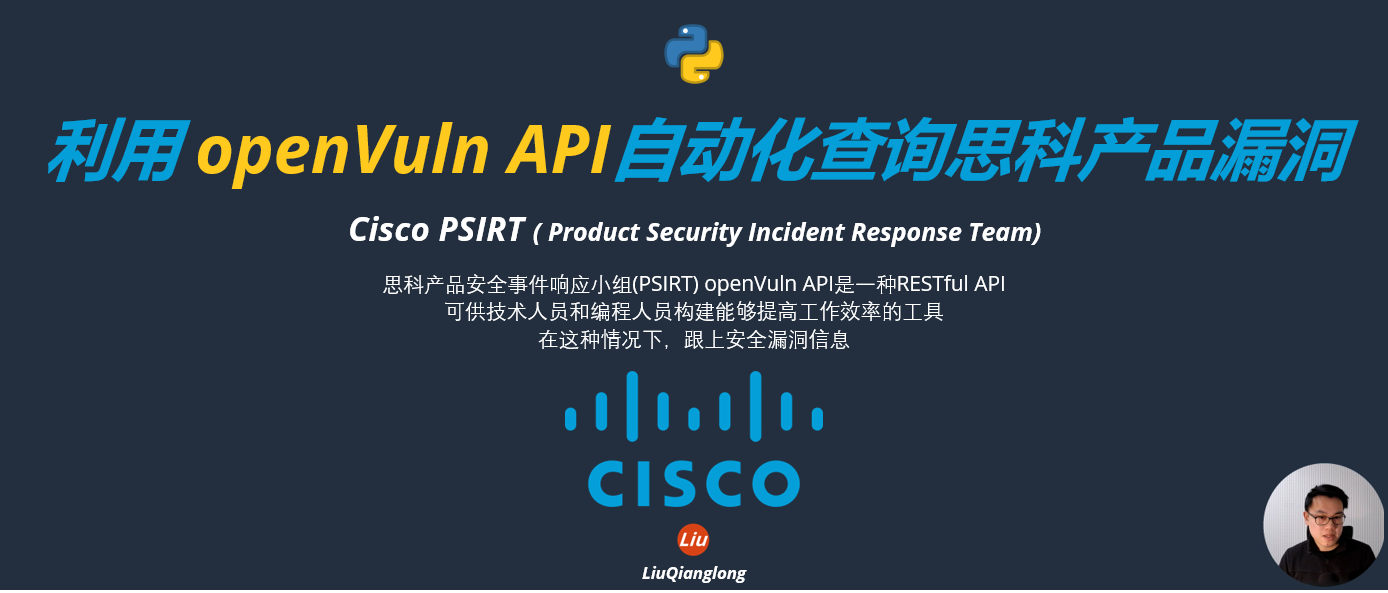 利用 openVuln API自动化查询思科产品漏洞
Cisco PSIRT ( Product Security Incident Response Team)
思科产品安全事件响应小组(PSIRT) openVuln API是一种RESTful API
可供技术人员和编程人员构建能够提高工作效率的工具
在这种情况下，跟上安全漏洞信息
CISCO
Liu
LiuQianglong